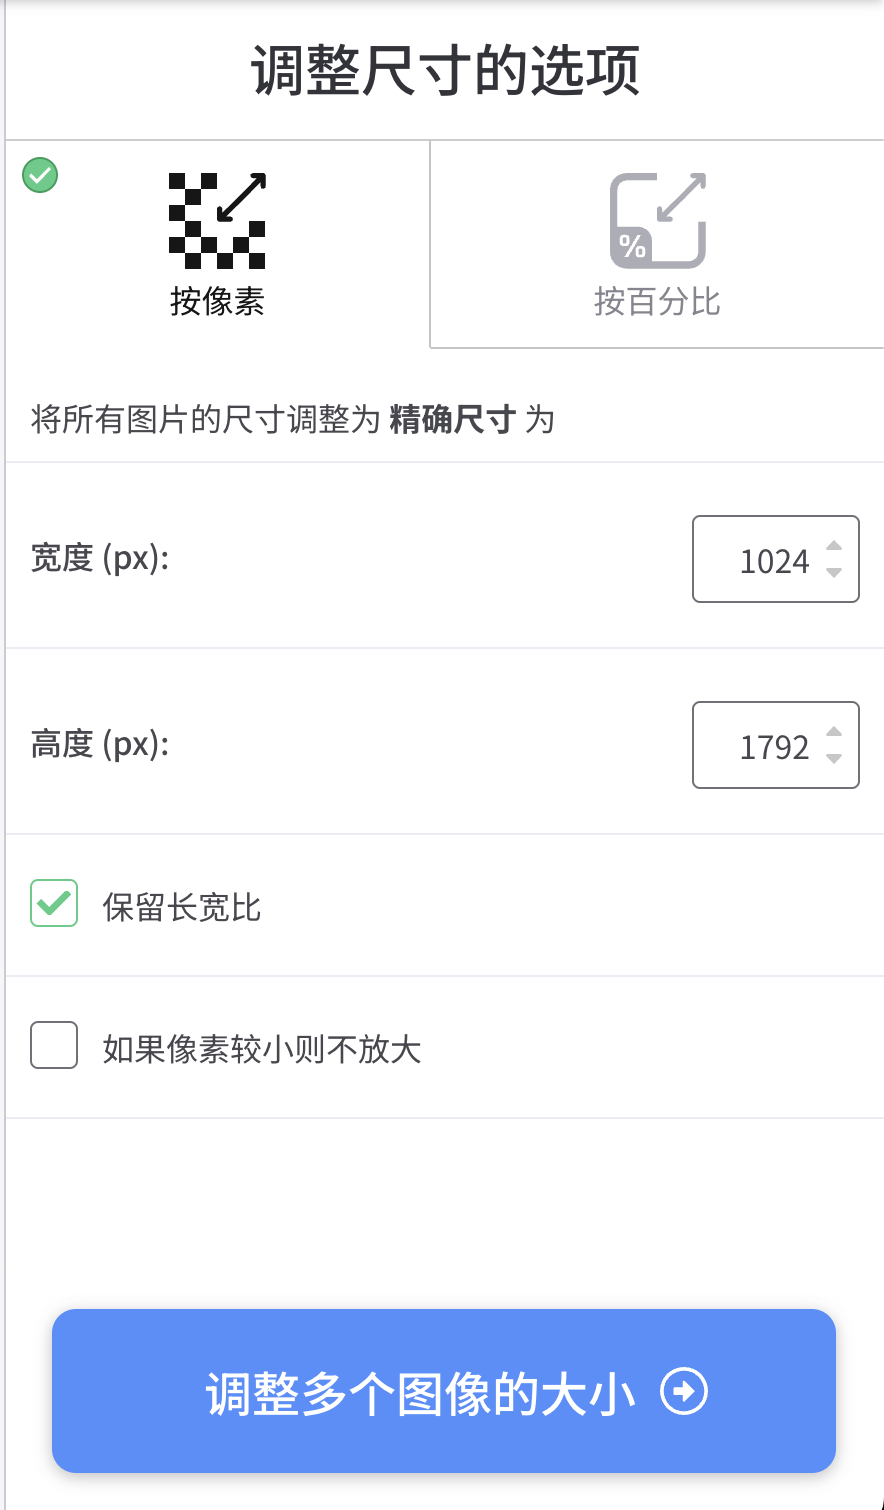 调整尺寸的选项
%
按像素
按百分比
将所有图片的尺寸调整为 精确尺寸 为
宽度 (px):
1024
高度 (px):
1792
保留长宽比
如果像素较小则不放大
调整多个图像的大小